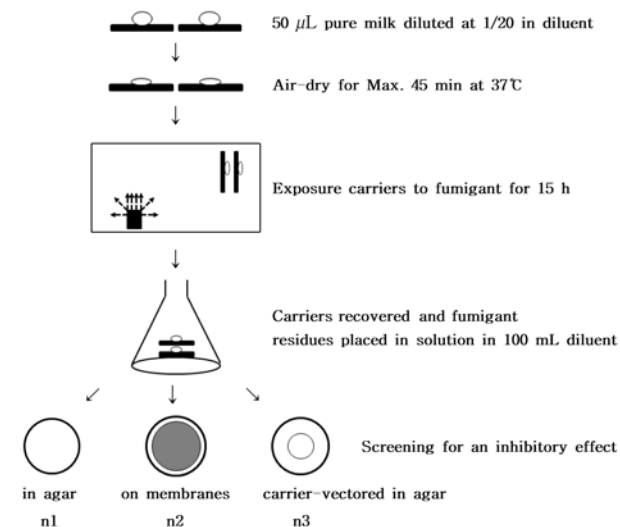 50 μL pure milk diluted at 1/20 in diluent
Air-dry for Max. 45 min at 37℃
Exposure carriers to fumigant for 15 h
Carriers recovered and fumigant
residues placed in solution in 100 mL diluent
Screening for an inhibitory effect
in agar on membranes carrier-vectored in agar
n1 n2 n3